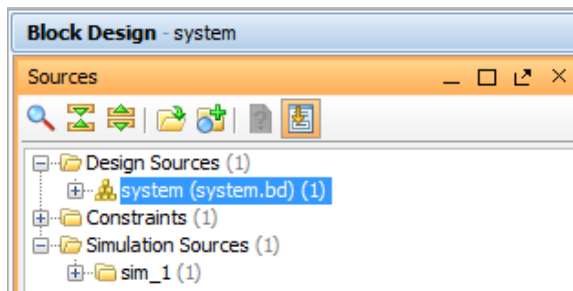 Block Design - system
Sources
Design Sources (1)
system (system.bd) (1)
Constraints (1)
Simulation Sources (1)
sim_1 (1)